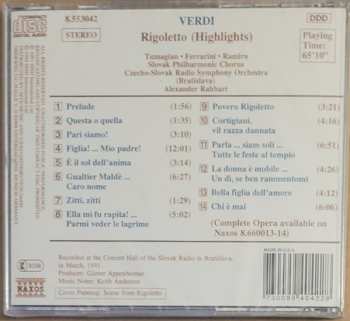 8.553042
STEREO
VERDI
DDD
Rigoletto (Highlights)
Playing
Time:
65'10"
Tumagian • Ferrarini • Ramiro
Slovak Philharmonic Chorus
Czecho-Slovak Radio Symphony Orchestra
(Bratislava)
Alexander Rahbari
1 Prelude (1:56)
2 Questa o quella (1:35)
3 Pari siamo! (3:10)
4 Figlia! ... Mio padre! (12:01)
5 È il sol dell'anima (3:14)
6 Gualtier Maldè ... (6:27)
Caro nome
7 Zitti, zitti (1:29)
8 Ella mi fu rapita! ... (5:02)
Parmi veder le lagrime
9 Povero Rigoletto (3:21)
10 Cortigiani, (4:16)
vil razza dannata
11 Parla ... siam soli ... (6:51)
Tutte le feste al tempio
12 La donna è mobile ... (4:26)
Un dì, se ben rammentomi
13 Bella figlia dell'amore (4:12)
14 Chi è mai (6:06)
(Complete Opera available on
Naxos 8.660013-14)
Recorded at the Concert Hall of the Slovak Radio in Bratislava,
in March, 1991.
Producer: Günter Appenheimer
Music Notes: Keith Anderson
Cover Painting: Scene from Rigoletto
NAXOS